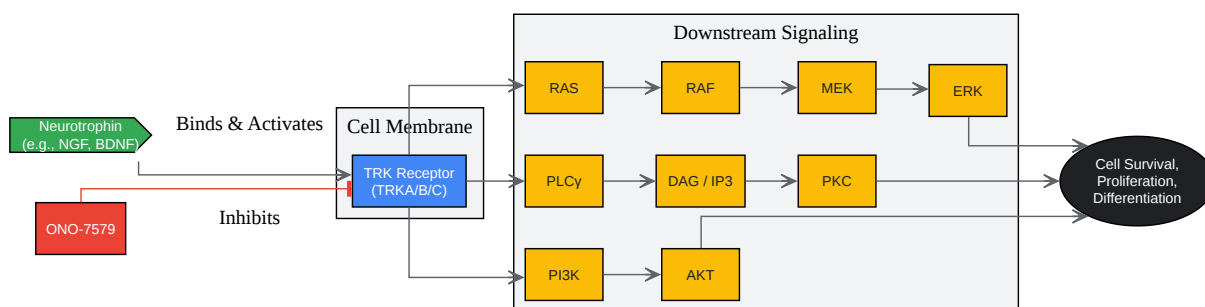 Downstream Signaling
RAS
RAF
MEK
ERK
Neurotrophin
(e.g., NGF, BDNF)
Binds & Activates
Cell Membrane
TRK Receptor
(TRKA/B/C)
PLCγ
DAG / IP3
PKC
Cell Survival,
Proliferation,
Differentiation
Inhibits
ONO-7579
PI3K
AKT